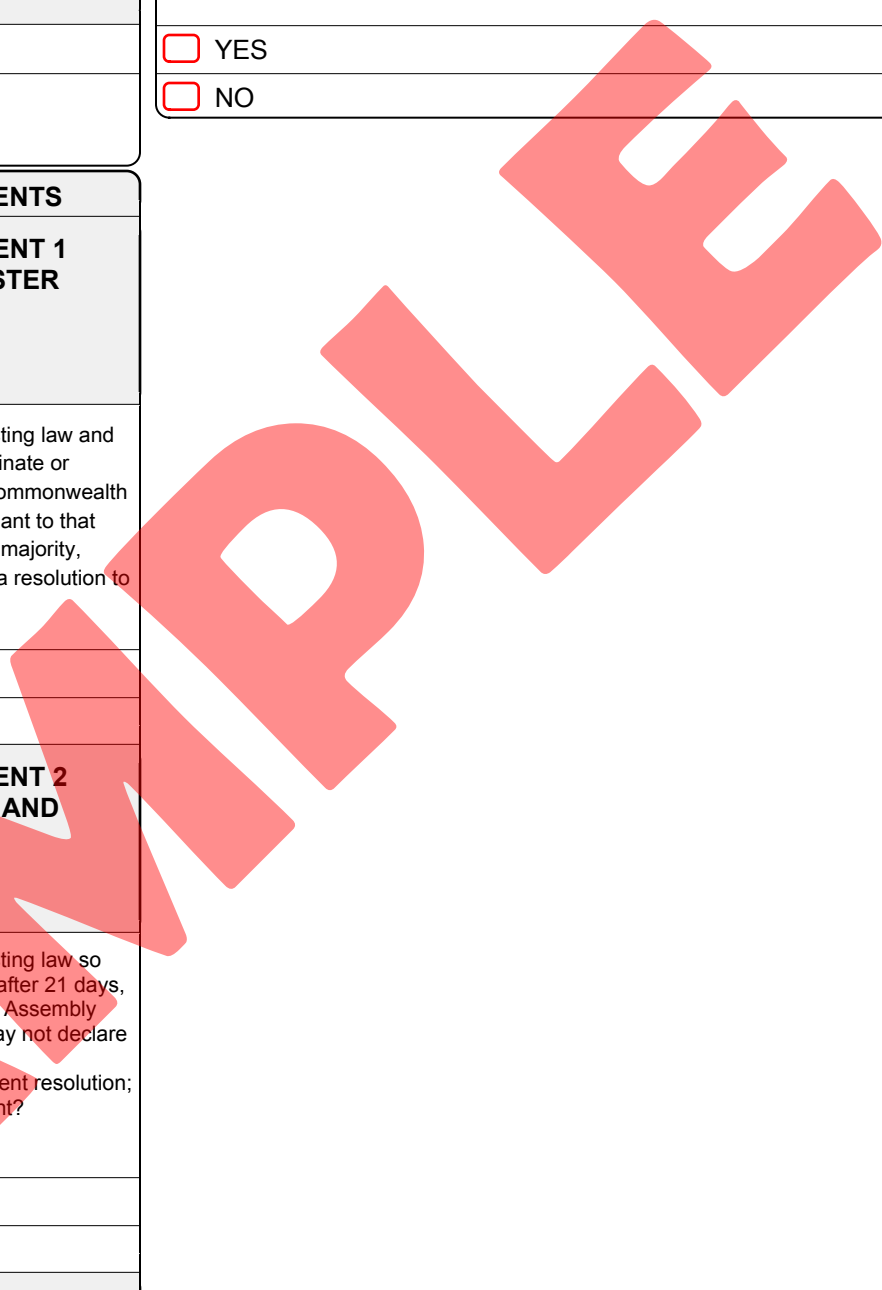 ENTS
ENT 1
STER
ting law and
inate or
ommonwealth
ant to that
majority,
a resolution to
ENT 2
AND
ting law so
after 21 days,
Assembly
ay not declare
ent resolution;
nt?
YES
NO
AMPLE